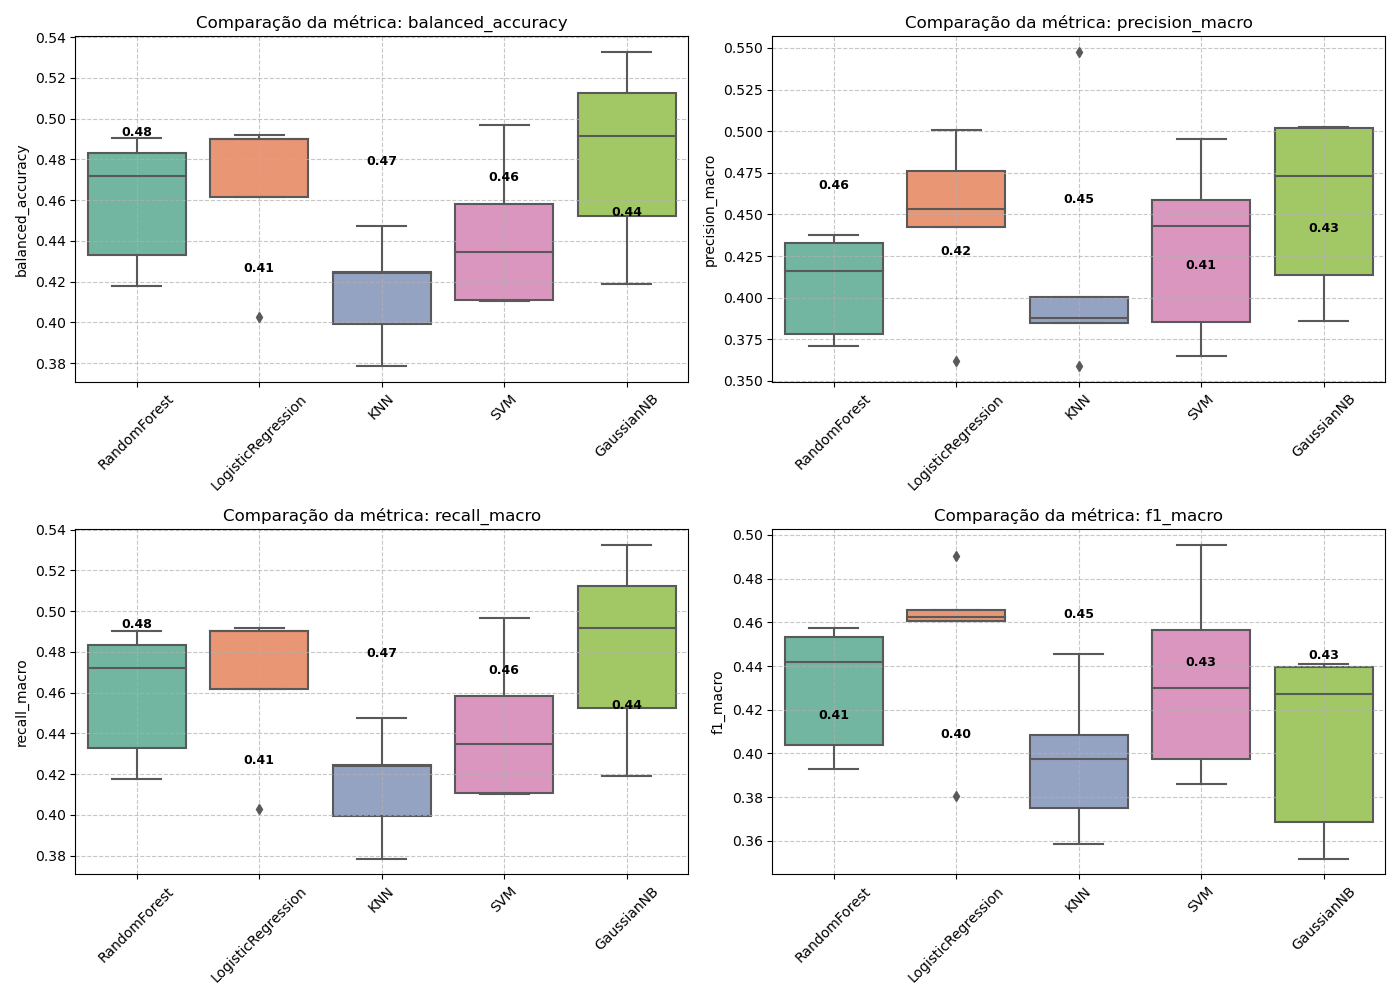 Comparação da métrica: balanced_accuracy
balanced_accuracy
0.54
0.52
0.50
0.48
0.46
0.44
0.42
0.40
0.38
0.48
0.41
0.47
0.46
0.44
RandomForest
LogisticRegression
KNN
SVM
GaussianNB
Comparação da métrica: precision_macro
precision_macro
0.550
0.525
0.500
0.475
0.450
0.425
0.400
0.375
0.350
0.46
0.42
0.45
0.41
0.43
RandomForest
LogisticRegression
KNN
SVM
GaussianNB
Comparação da métrica: recall_macro
recall_macro
0.54
0.52
0.50
0.48
0.46
0.44
0.42
0.40
0.38
0.48
0.41
0.47
0.46
0.44
RandomForest
LogisticRegression
KNN
SVM
GaussianNB
Comparação da métrica: f1_macro
f1_macro
0.50
0.48
0.46
0.44
0.42
0.40
0.38
0.36
0.41
0.40
0.45
0.43
0.43
RandomForest
LogisticRegression
KNN
SVM
GaussianNB